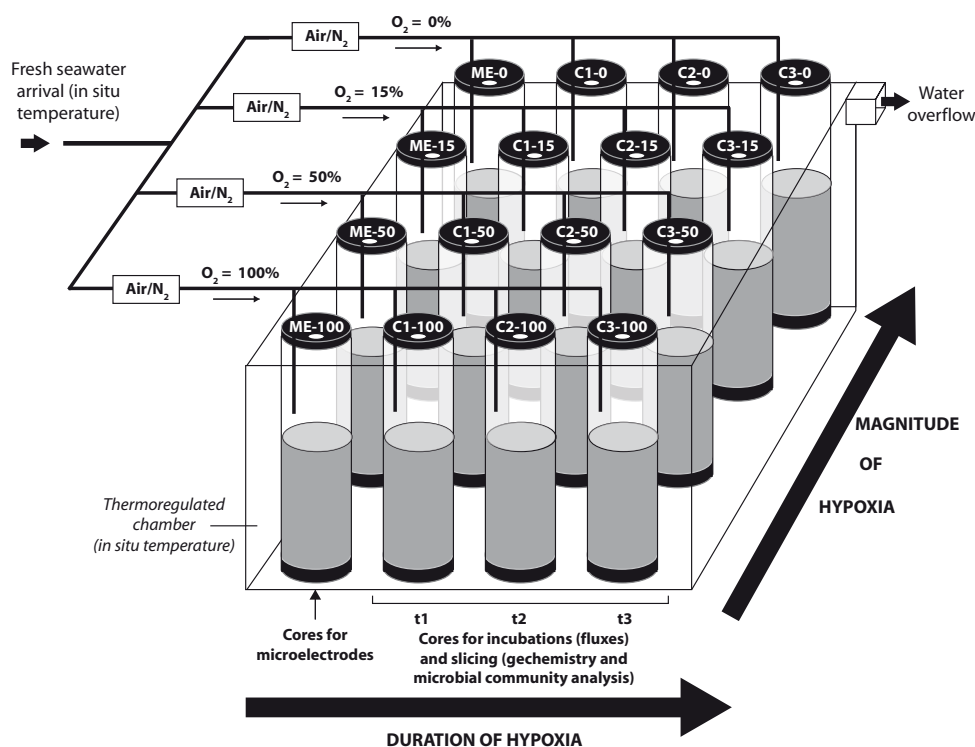 O₂ = 0%
Air/N₂
Fresh seawater
arrival (in situ
temperature)
ME-0 C1-0 C2-0 C3-0
Water
overflow
O₂ = 15%
Air/N₂
ME-15 C1-15 C2-15 C3-15
O₂ = 50%
Air/N₂
ME-50 C1-50 C2-50 C3-50
O₂ = 100%
Air/N₂
ME-100 C1-100 C2-100 C3-100
MAGNITUDE
OF
HYPOXIA
Thermoregulated
chamber
(in situ temperature)
t1 t2 t3
Cores for
microelectrodes
Cores for incubations (fluxes)
and slicing (gechemistry and
microbial community analysis)
DURATION OF HYPOXIA